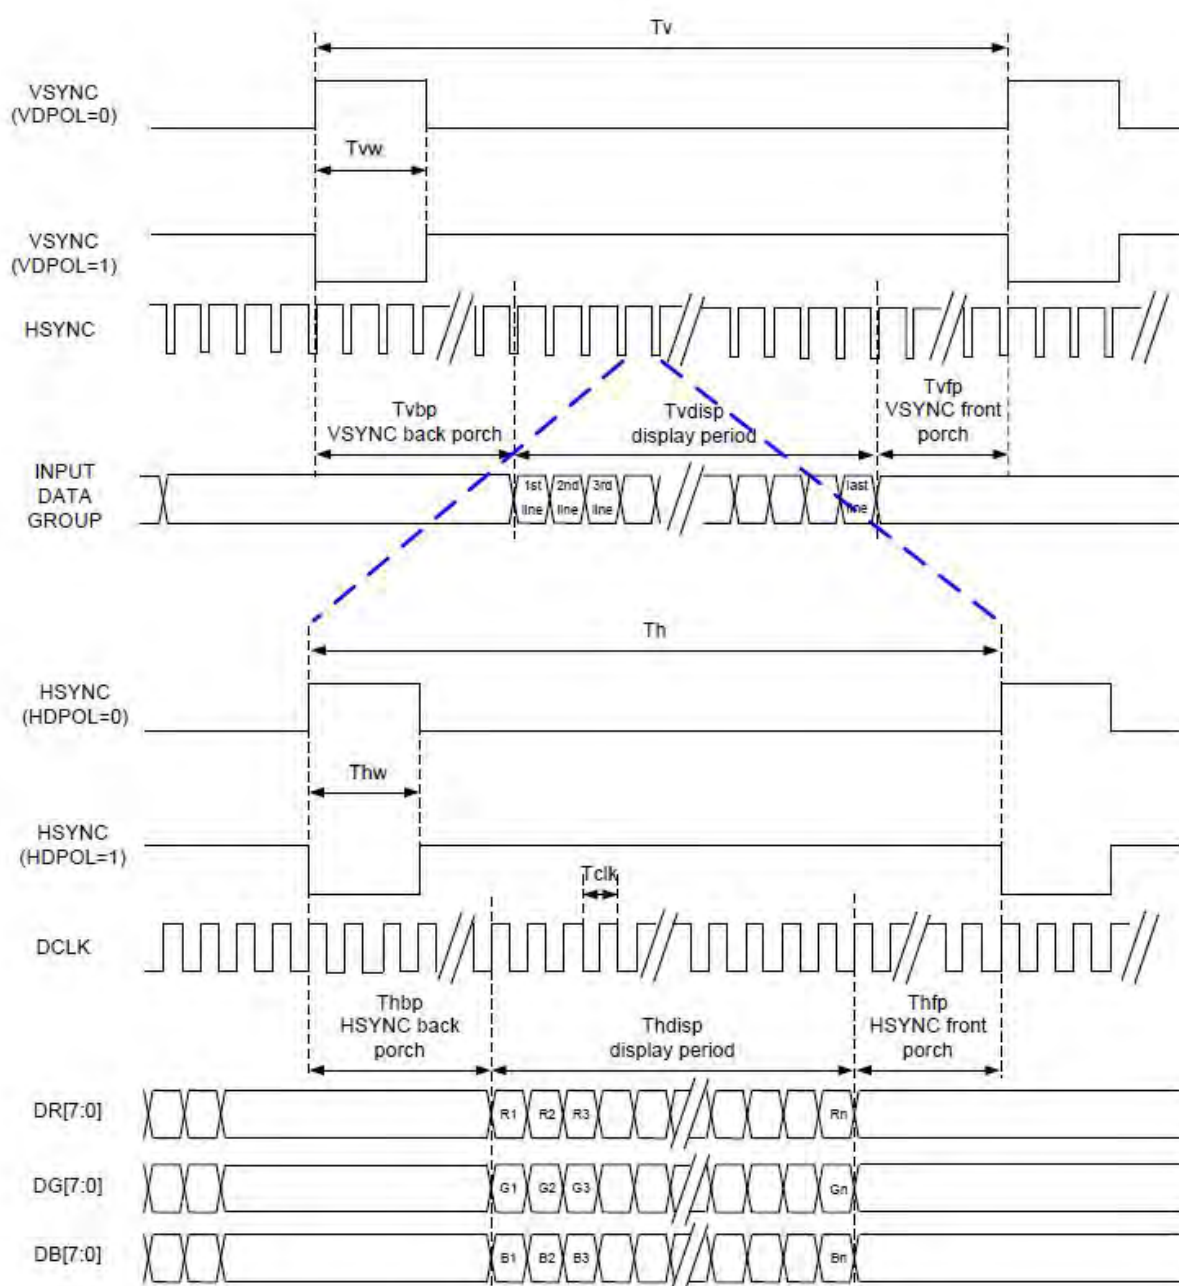 Tv
VSYNC
(VDPOL=0)
Tvw
VSYNC
(VDPOL=1)
HSYNC
Tvbp
VSYNC back porch
Tvdisp
display period
Tvfp
VSYNC front
porch
INPUT
DATA
GROUP
1st
line
2nd
line
3rd
line
last
line
Th
HSYNC
(HDPOL=0)
Thw
HSYNC
(HDPOL=1)
Tclk
DCLK
Thbp
HSYNC back
porch
Thdisp
display period
Thfp
HSYNC front
porch
DR[7:0]
R1
R2
R3
Rn
DG[7:0]
G1
G2
G3
Gn
DB[7:0]
B1
B2
B3
Bn